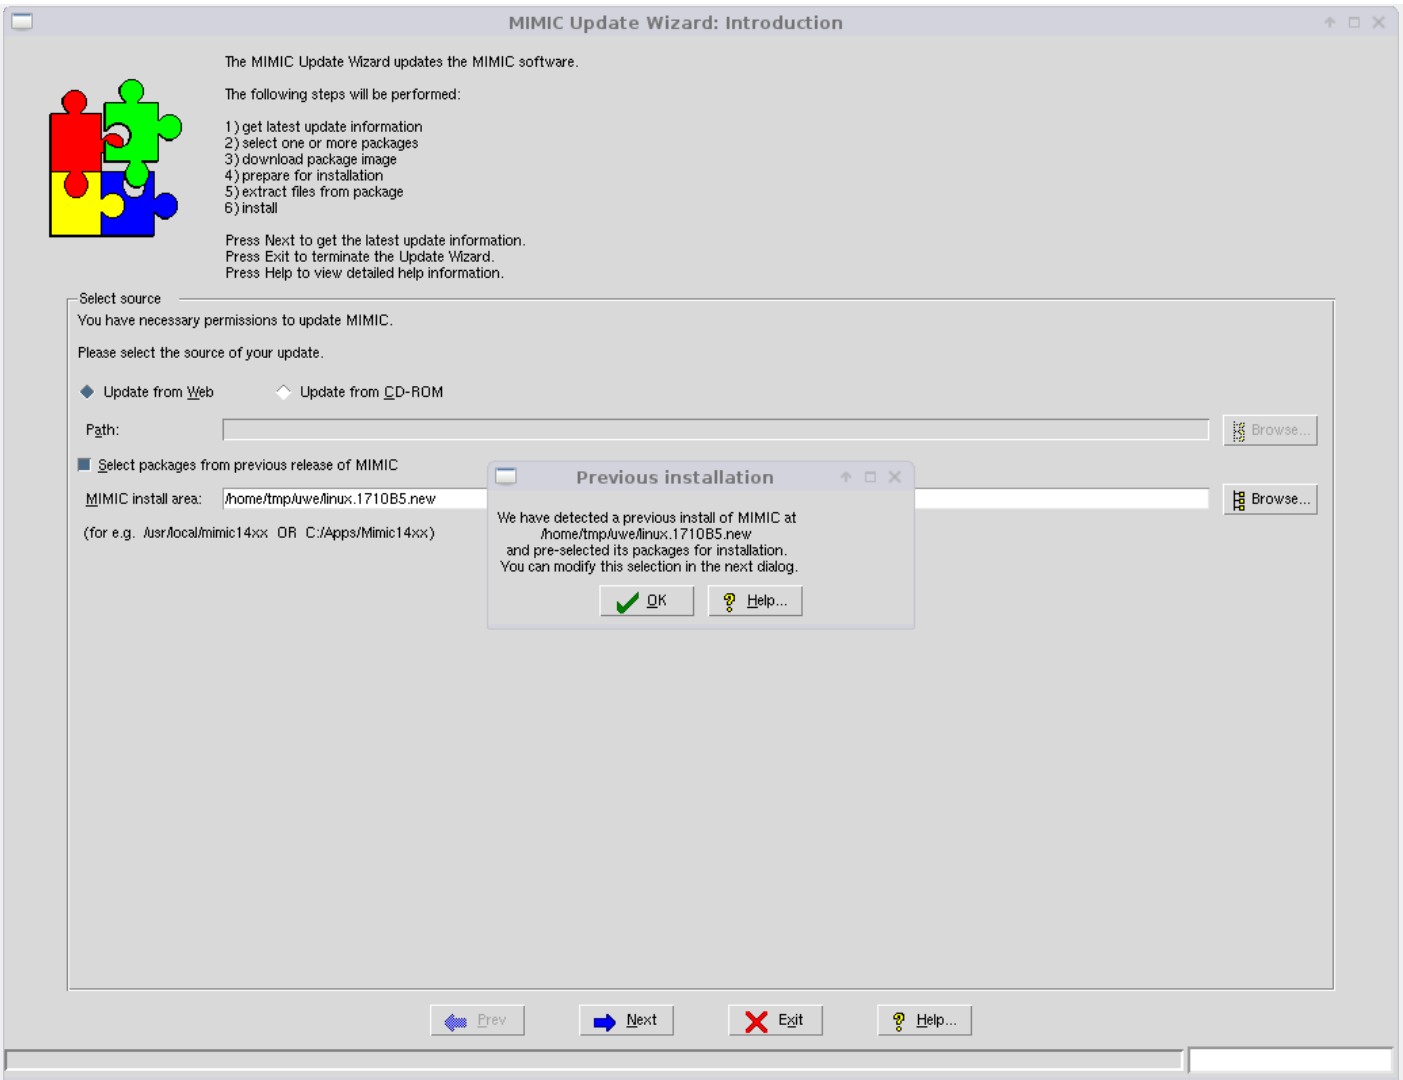 MIMIC Update Wizard: Introduction
The MIMIC Update Wizard updates the MIMIC software.
The following steps will be performed:
1) get latest update information
2) select one or more packages
3) download package image
4) prepare for installation
5) extract files from package
6) install
Press Next to get the latest update information.
Press Exit to terminate the Update Wizard.
Press Help to view detailed help information.
Select source
You have necessary permissions to update MIMIC.
Please select the source of your update.
Update from Web Update from CD-ROM
Path: Browse...
Select packages from previous release of MIMIC
MIMIC install area: /home/tmp/uwe/linux.1710B5.new Browse...
(for e.g. /usr/local/mimic14xx OR C:/Apps/Mimic14xx)
Previous installation
We have detected a previous install of MIMIC at
/home/tmp/uwe/linux.1710B5.new
and pre-selected its packages for installation.
You can modify this selection in the next dialog.
OK Help...
Prev Next Exit Help...